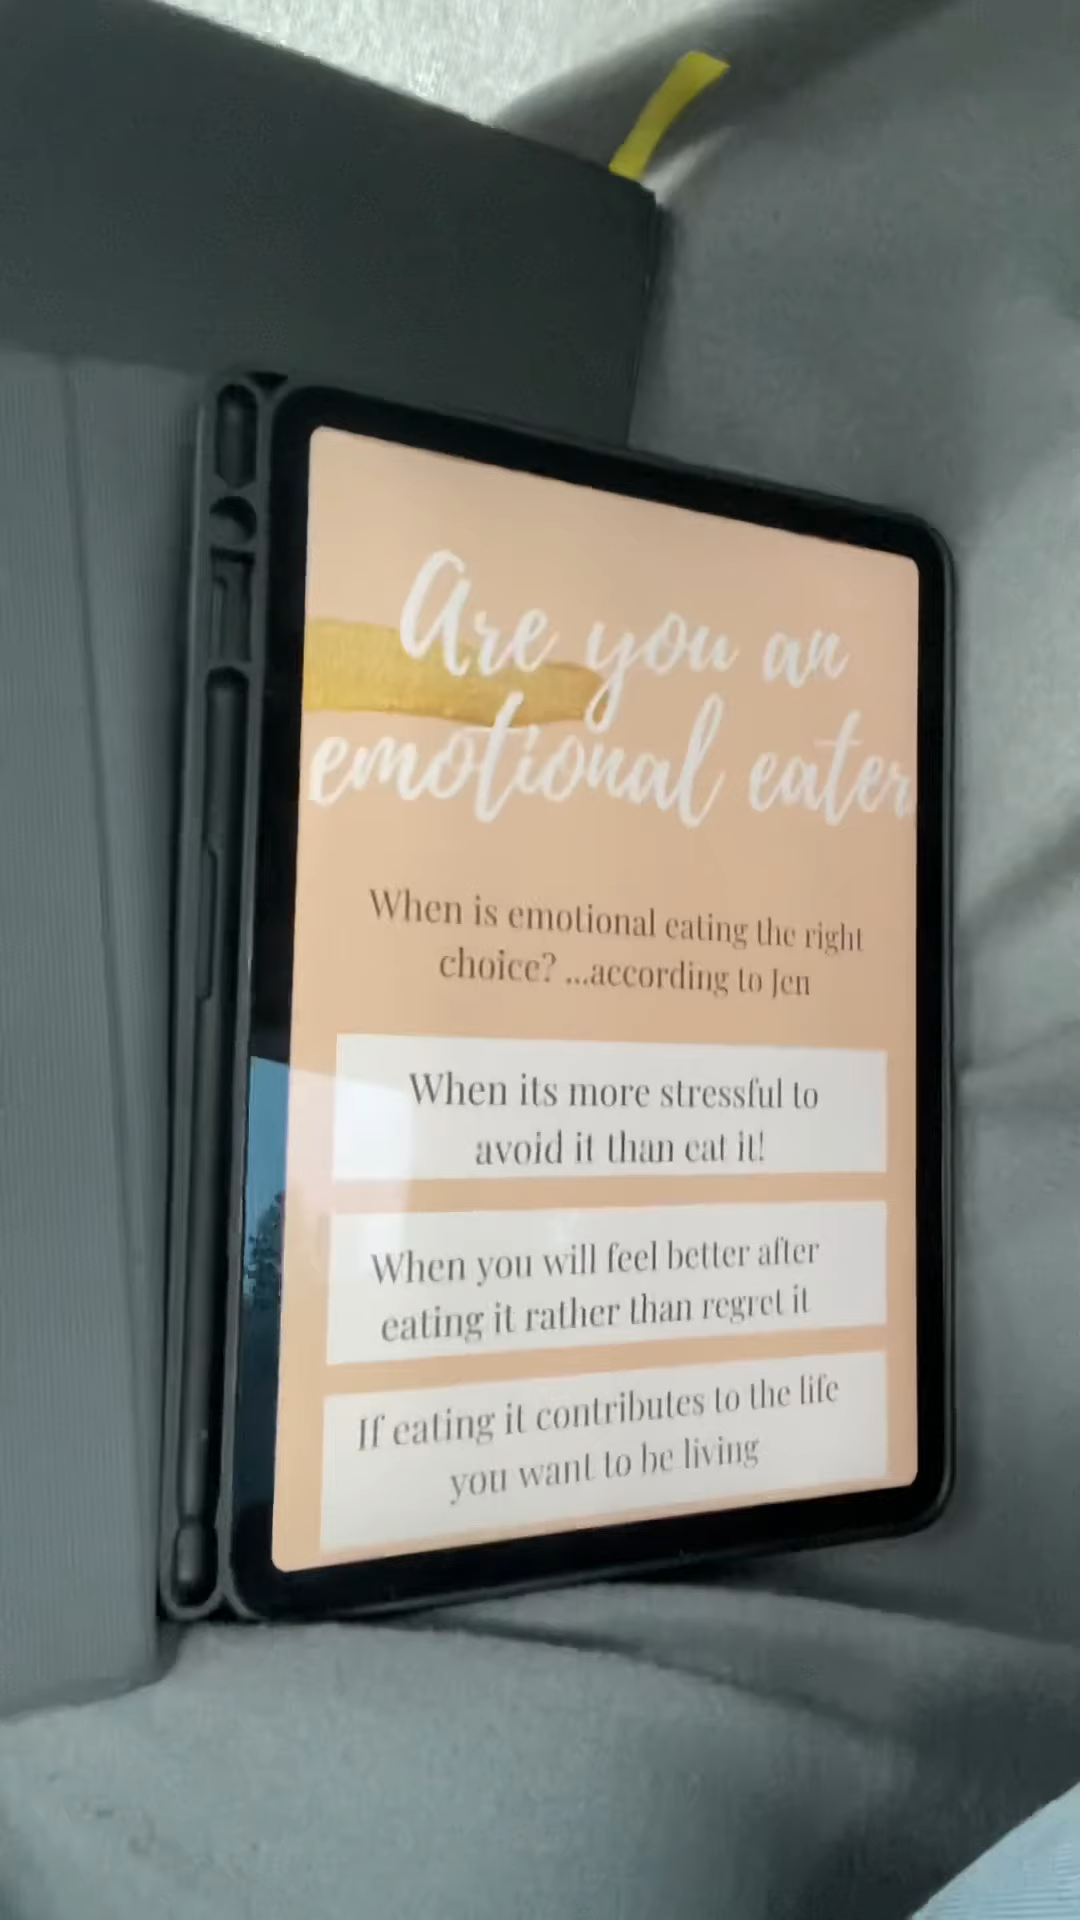 Are you an
emotional eater
When is emotional eating the right
choice? ...according to Jen
When its more stressful to
avoid it than eat it!
When you will feel better after
eating it rather than regret it
If eating it contributes to the life
you want to be living